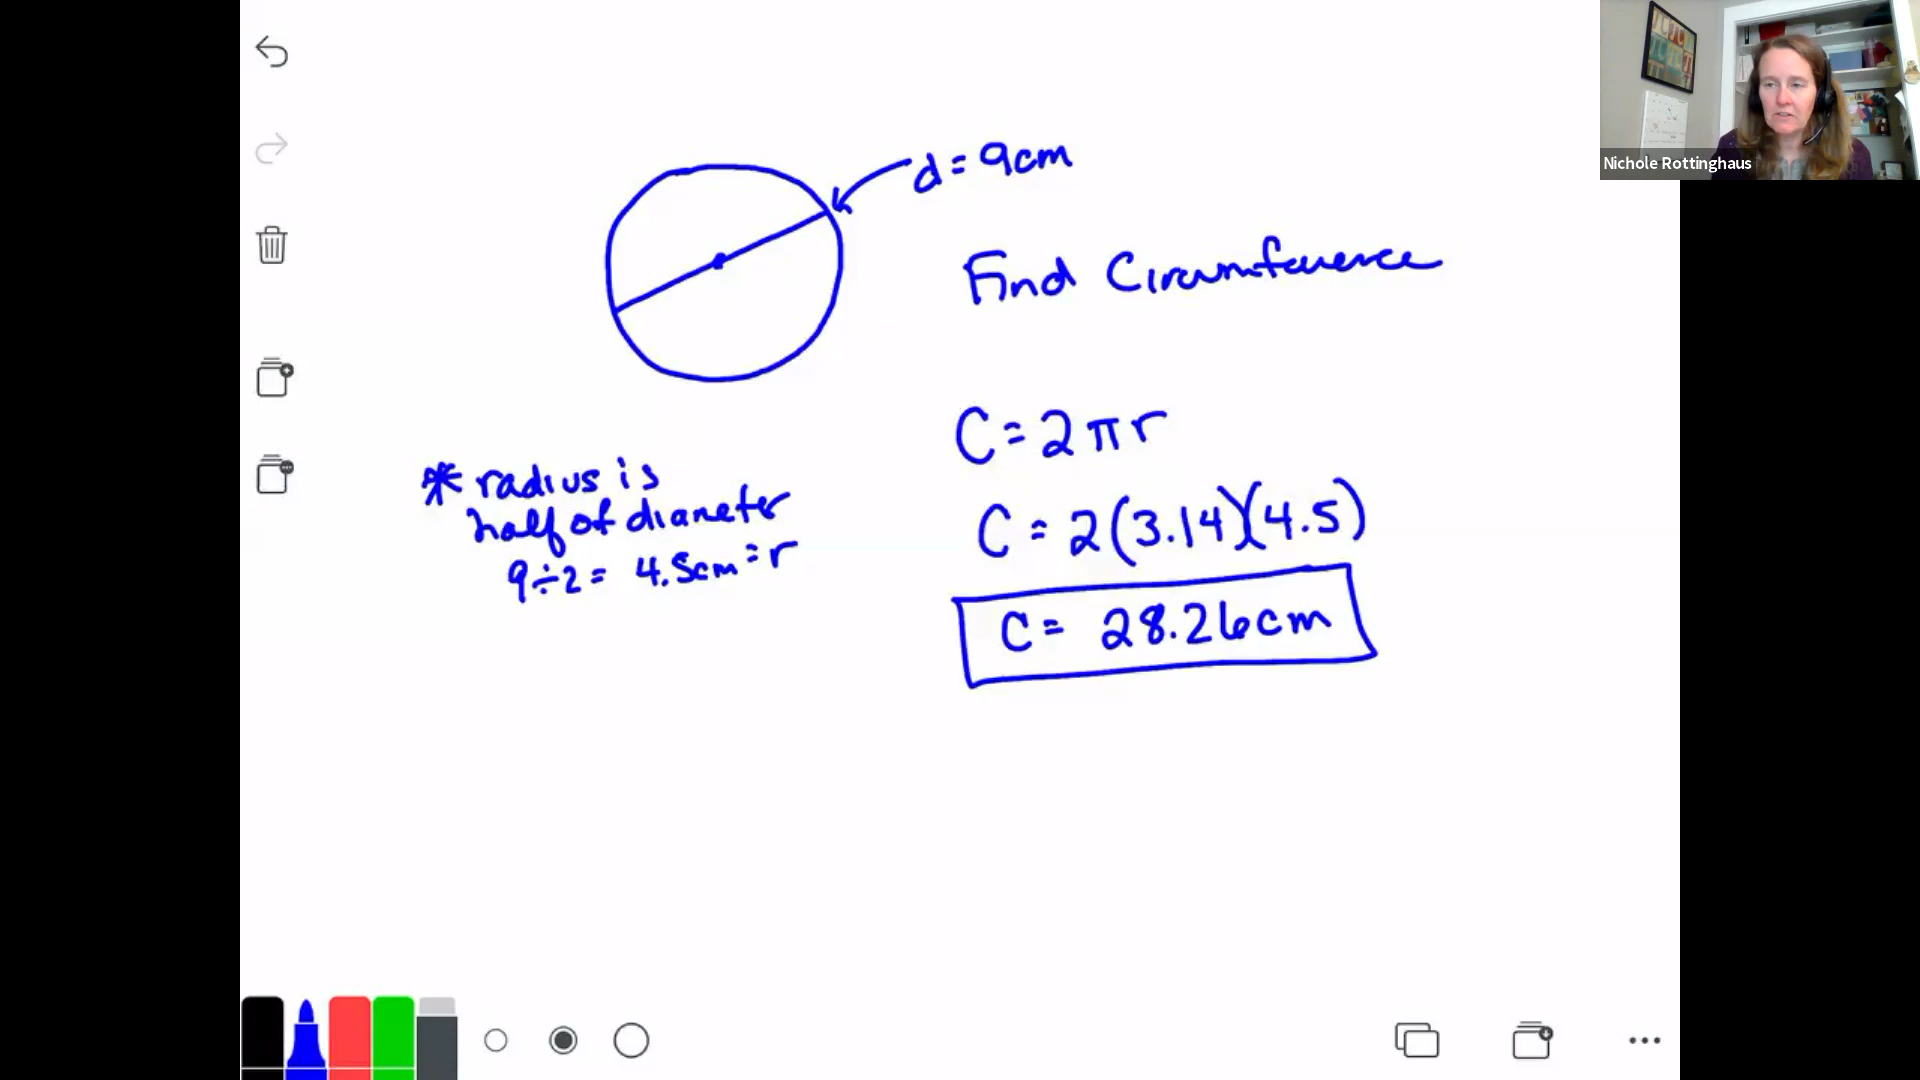 Nichole Rottinghaus
d = 9cm
Find Circumference
C = 2πr
* radius is
half of diameter
9÷2 = 4.5cm = r
C = 2(3.14)(4.5)
C = 28.26cm